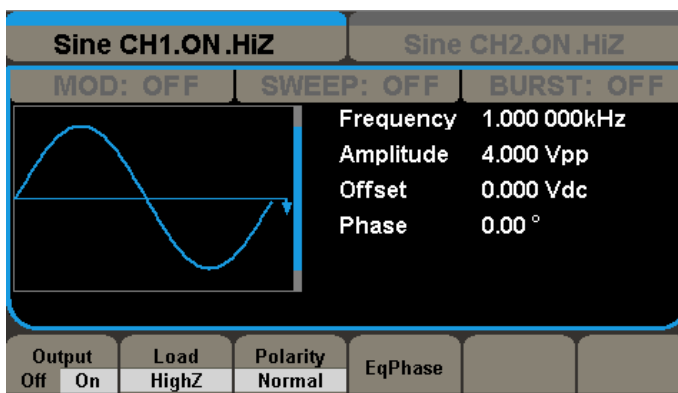 Sine CH1.ON.HiZ
Sine CH2.ON.HiZ
MOD: OFF
SWEEP: OFF
BURST: OFF
Frequency 1.000 000kHz
Amplitude 4.000 Vpp
Offset 0.000 Vdc
Phase 0.00 °
Output Load Polarity EqPhase
Off On HighZ Normal